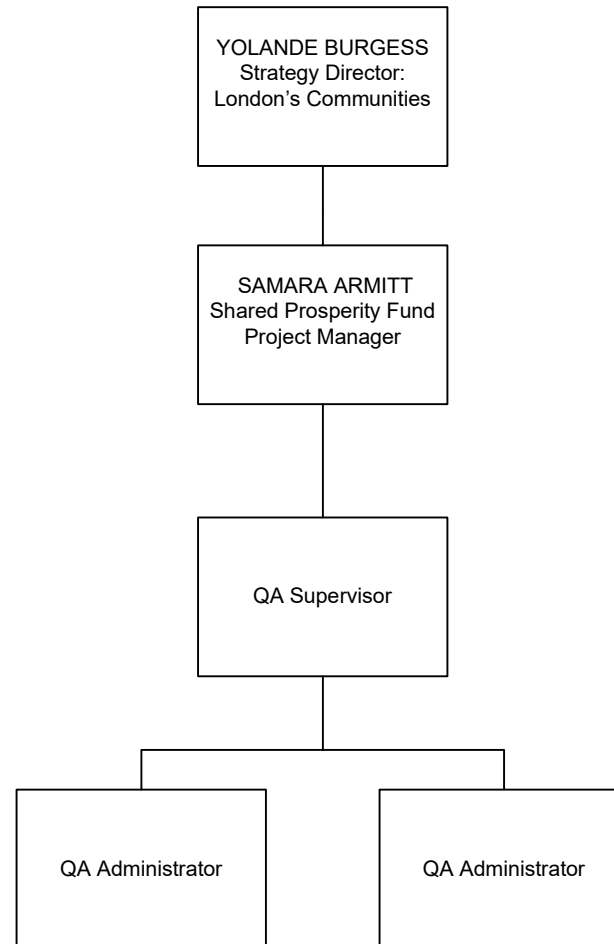 YOLANDE BURGESS
Strategy Director:
London’s Communities
SAMARA ARMITT
Shared Prosperity Fund
Project Manager
QA Supervisor
QA Administrator
QA Administrator